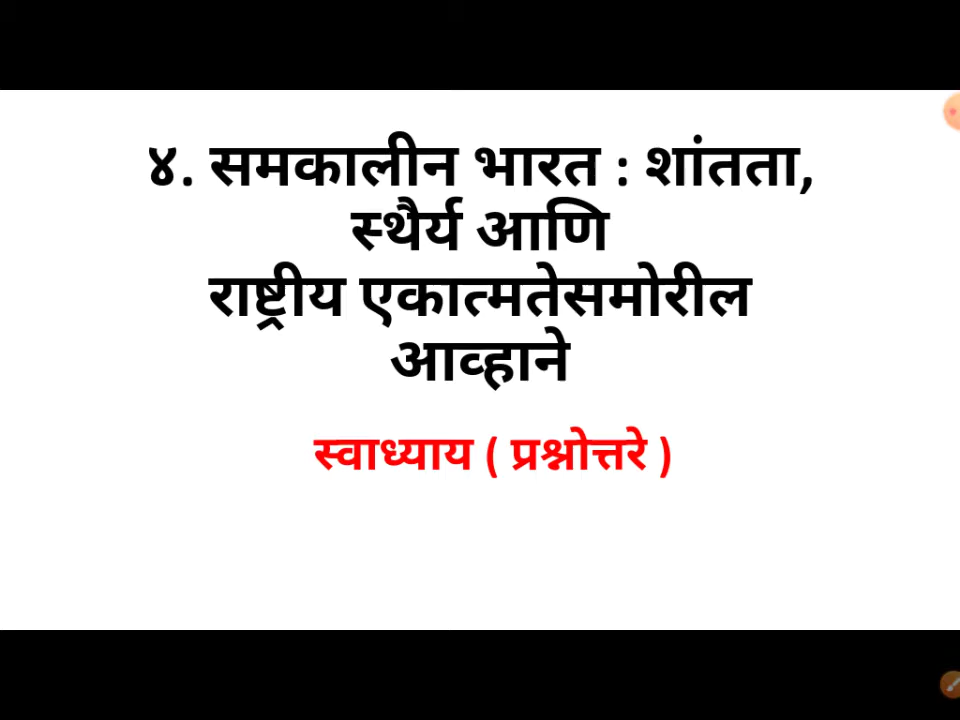 ४. समकालीन भारत : शांतता,
स्थैर्य आणि
राष्ट्रीय एकात्मतेसमोरील
आव्हाने
स्वाध्याय ( प्रश्नोत्तरे )